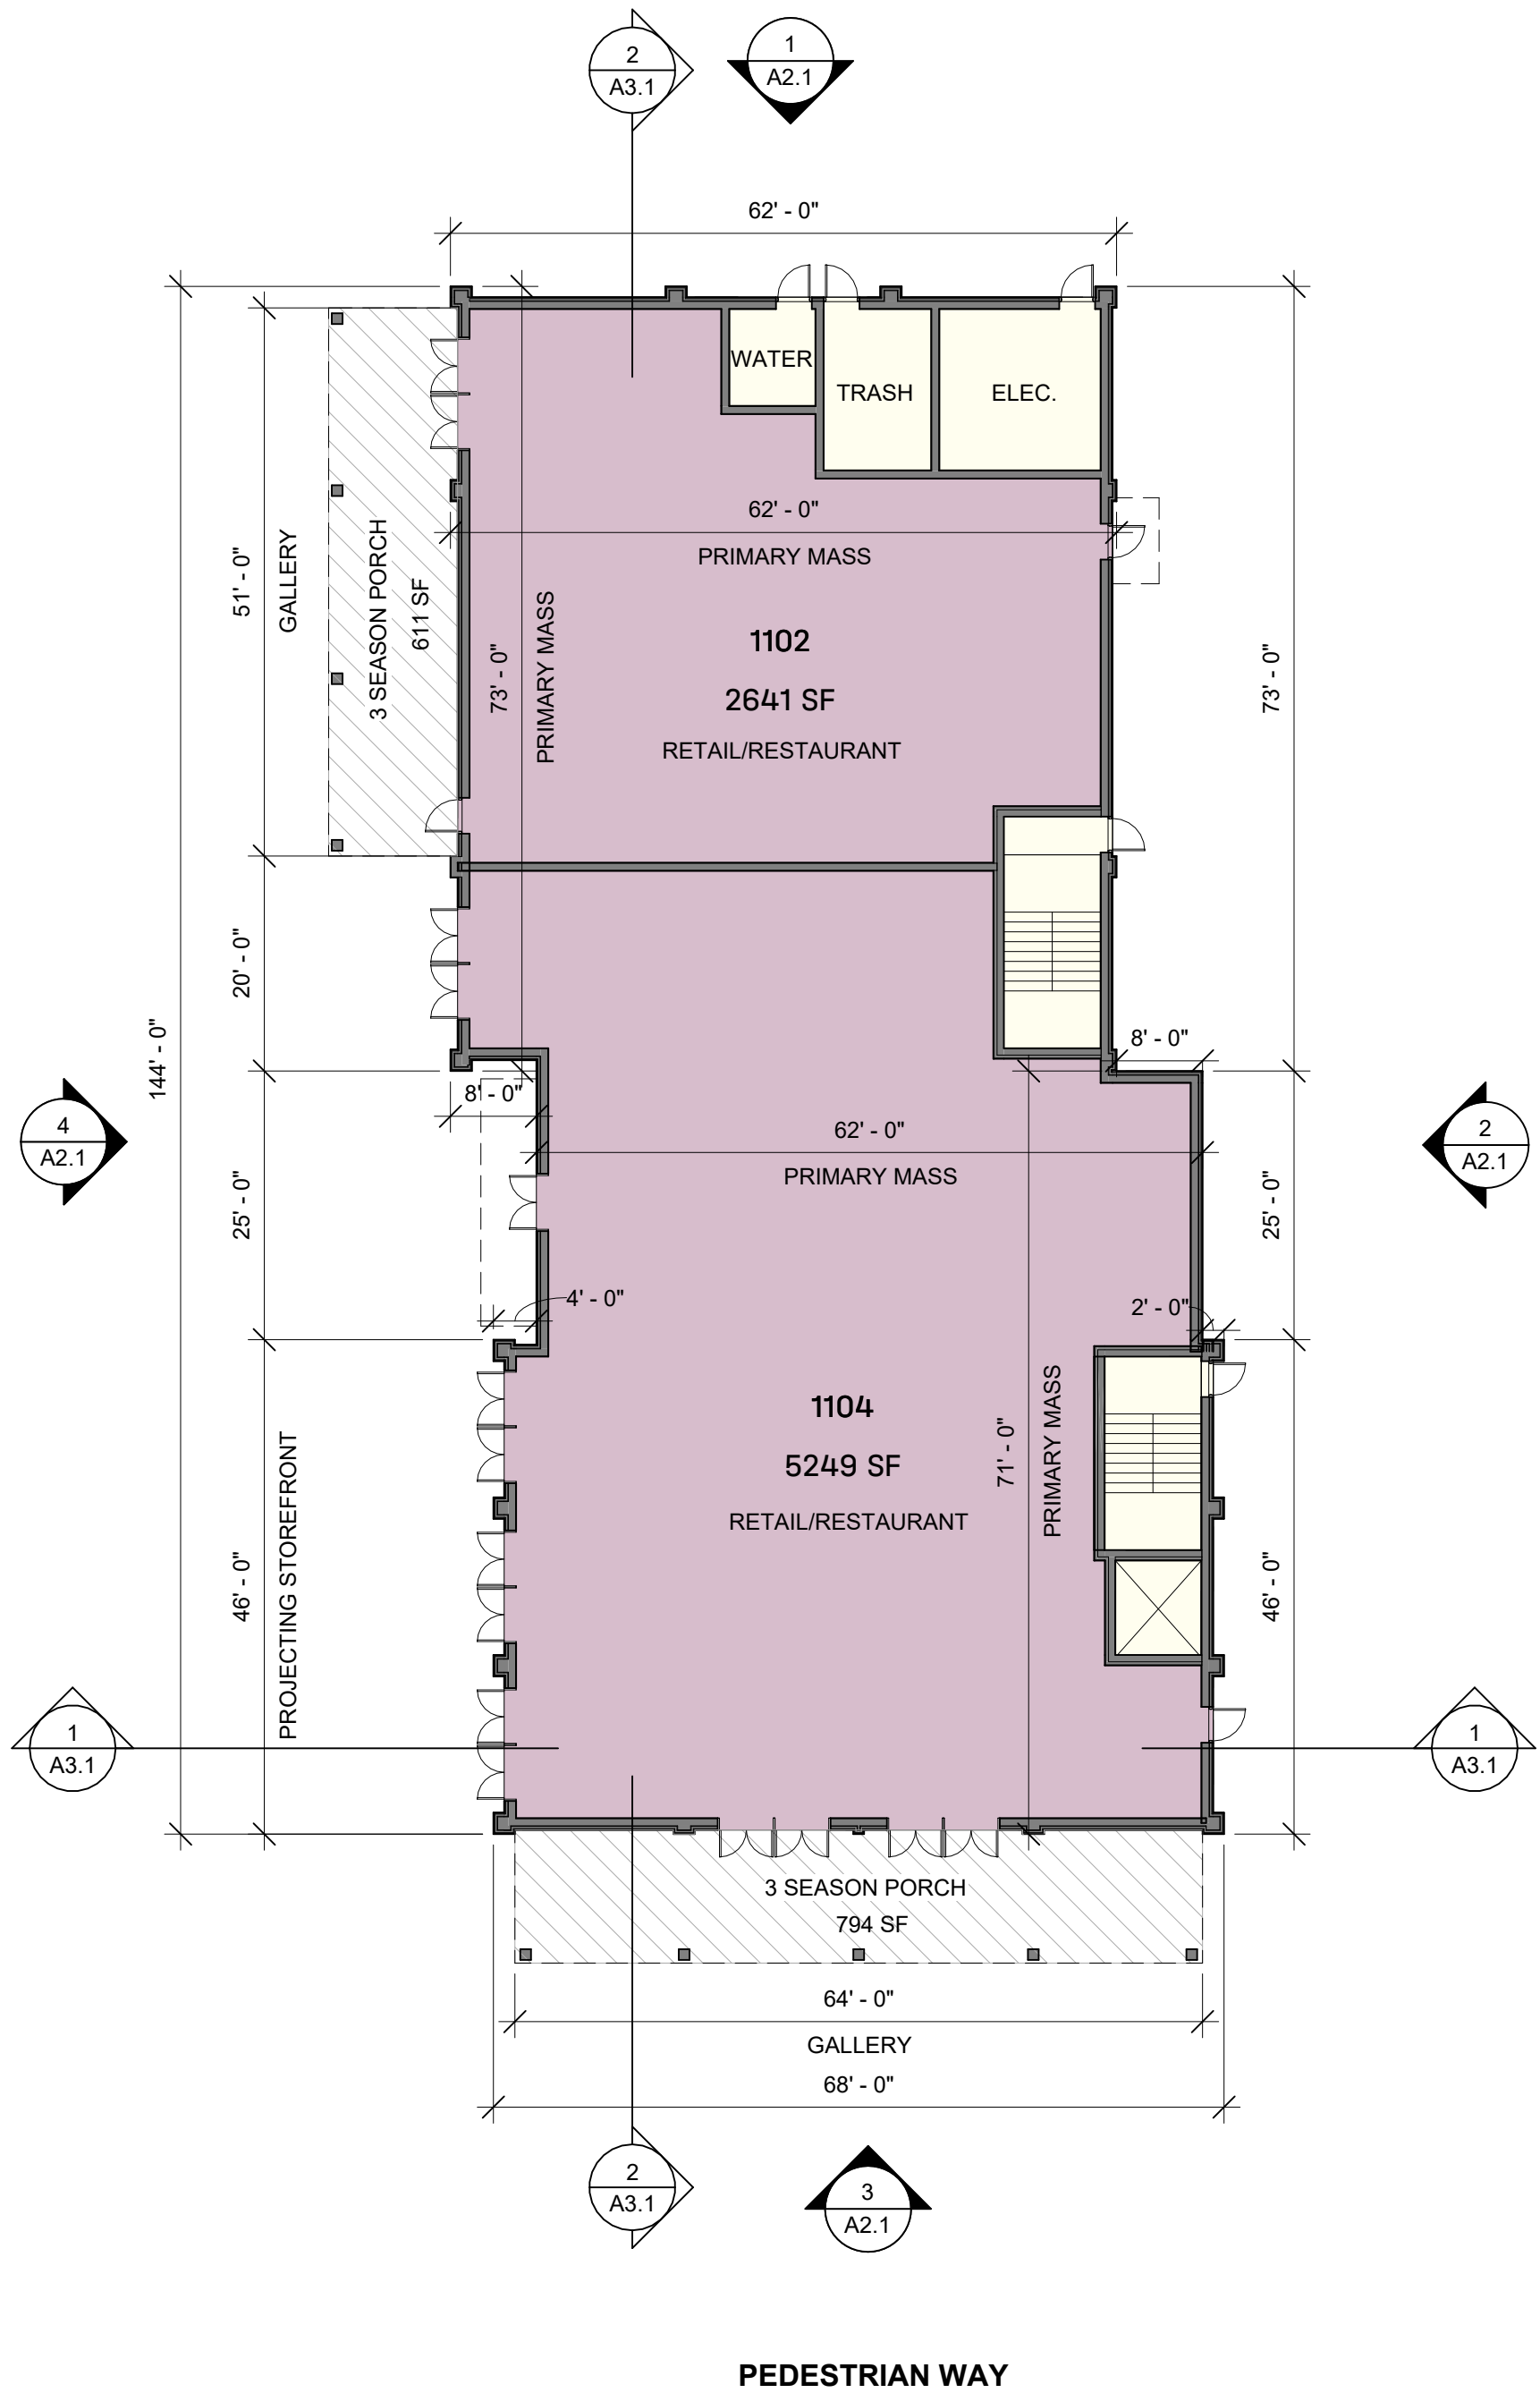 2
A3.1
1
A2.1
62' - 0"
WATER
TRASH
ELEC.
62' - 0"
PRIMARY MASS
51' - 0"
GALLERY
3 SEASON PORCH
611 SF
73' - 0"
PRIMARY MASS
1102
2641 SF
RETAIL/RESTAURANT
73' - 0"
20' - 0"
144' - 0"
8' - 0"
8' - 0"
4
A2.1
62' - 0"
PRIMARY MASS
2
A2.1
25' - 0"
25' - 0"
4' - 0"
2' - 0"
1104
5249 SF
RETAIL/RESTAURANT
71' - 0"
PRIMARY MASS
46' - 0"
PROJECTING STOREFRONT
46' - 0"
1
A3.1
1
A3.1
3 SEASON PORCH
794 SF
64' - 0"
GALLERY
68' - 0"
2
A3.1
3
A2.1
PEDESTRIAN WAY